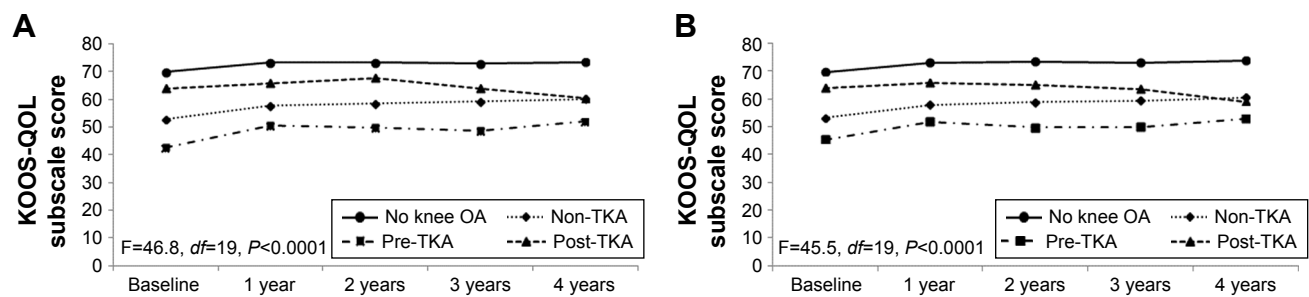 A
KOOS-QOL
subscale score
80
70
60
50
40
30
20
10
0
No knee OA
Non-TKA
Pre-TKA
Post-TKA
F=46.8, df=19, P<0.0001
Baseline
1 year
2 years
3 years
4 years
B
KOOS-QOL
subscale score
80
70
60
50
40
30
20
10
0
No knee OA
Non-TKA
Pre-TKA
Post-TKA
F=45.5, df=19, P<0.0001
Baseline
1 year
2 years
3 years
4 years